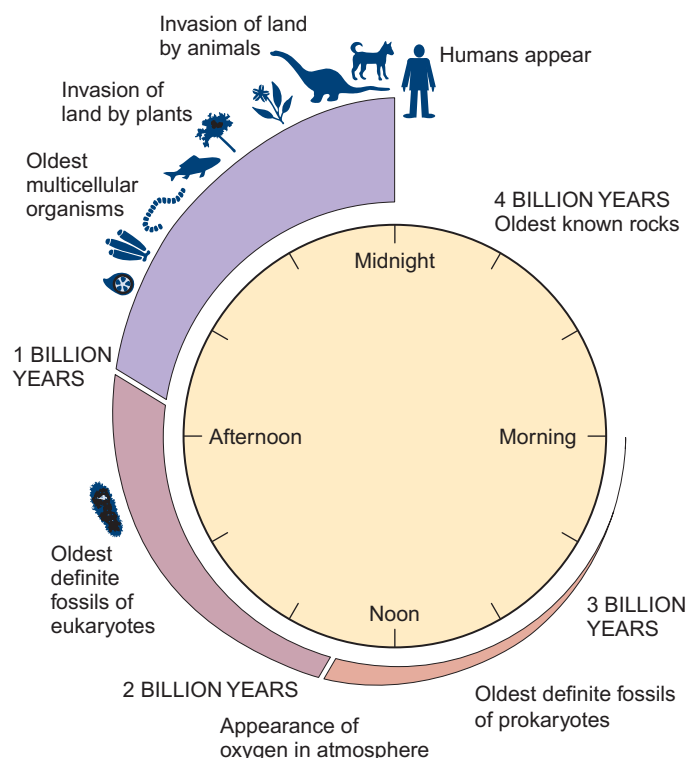 Invasion of land
by animals
Humans appear
Invasion of
land by plants
Oldest
multicellular
organisms
4 BILLION YEARS
Oldest known rocks
Midnight
1 BILLION
YEARS
Afternoon
Morning
Oldest
definite
fossils of
eukaryotes
Noon
3 BILLION
YEARS
2 BILLION YEARS
Oldest definite fossils
of prokaryotes
Appearance of
oxygen in atmosphere